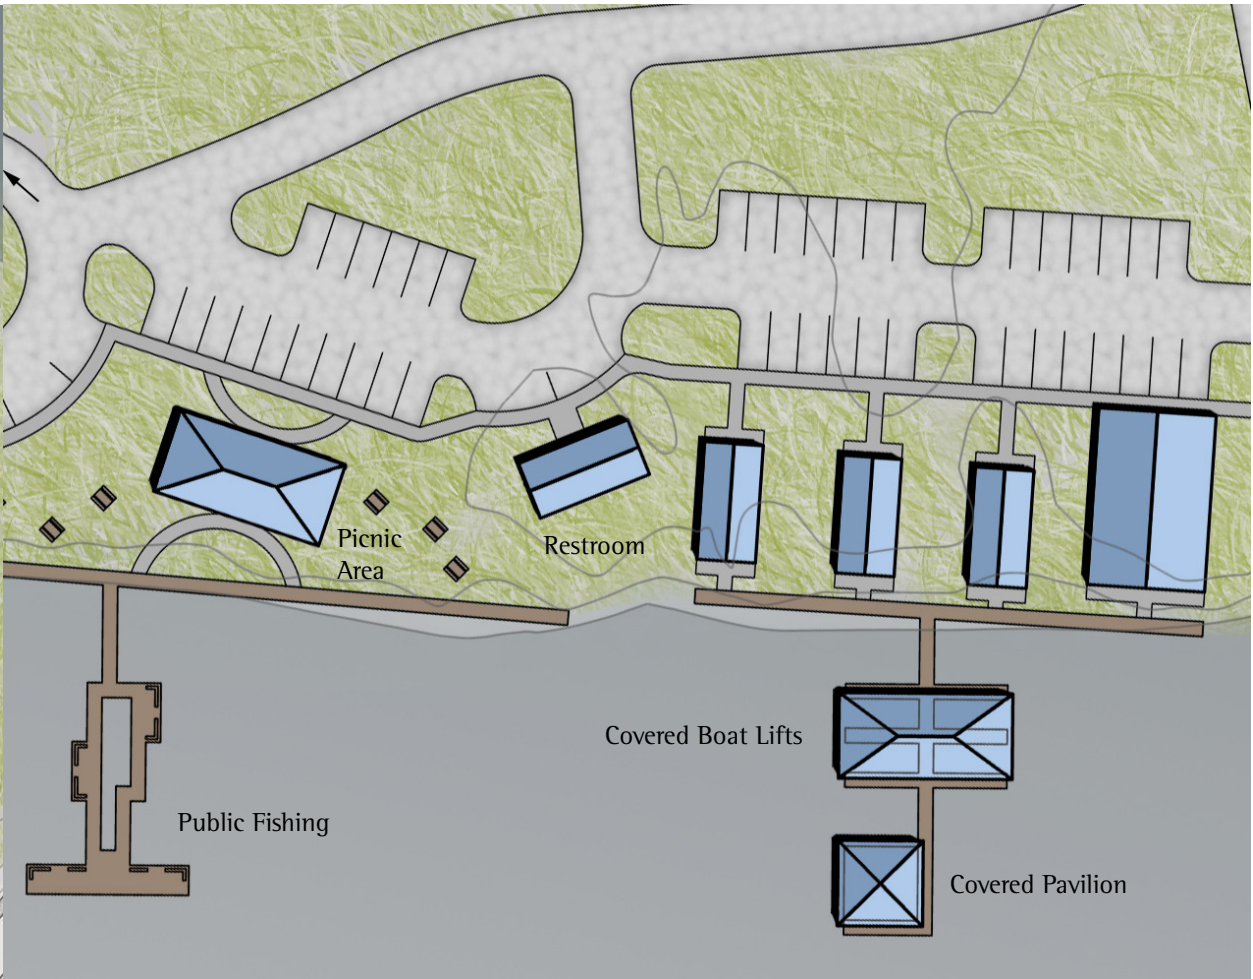 Picnic
Area
Restroom
Covered Boat Lifts
Public Fishing
Covered Pavilion